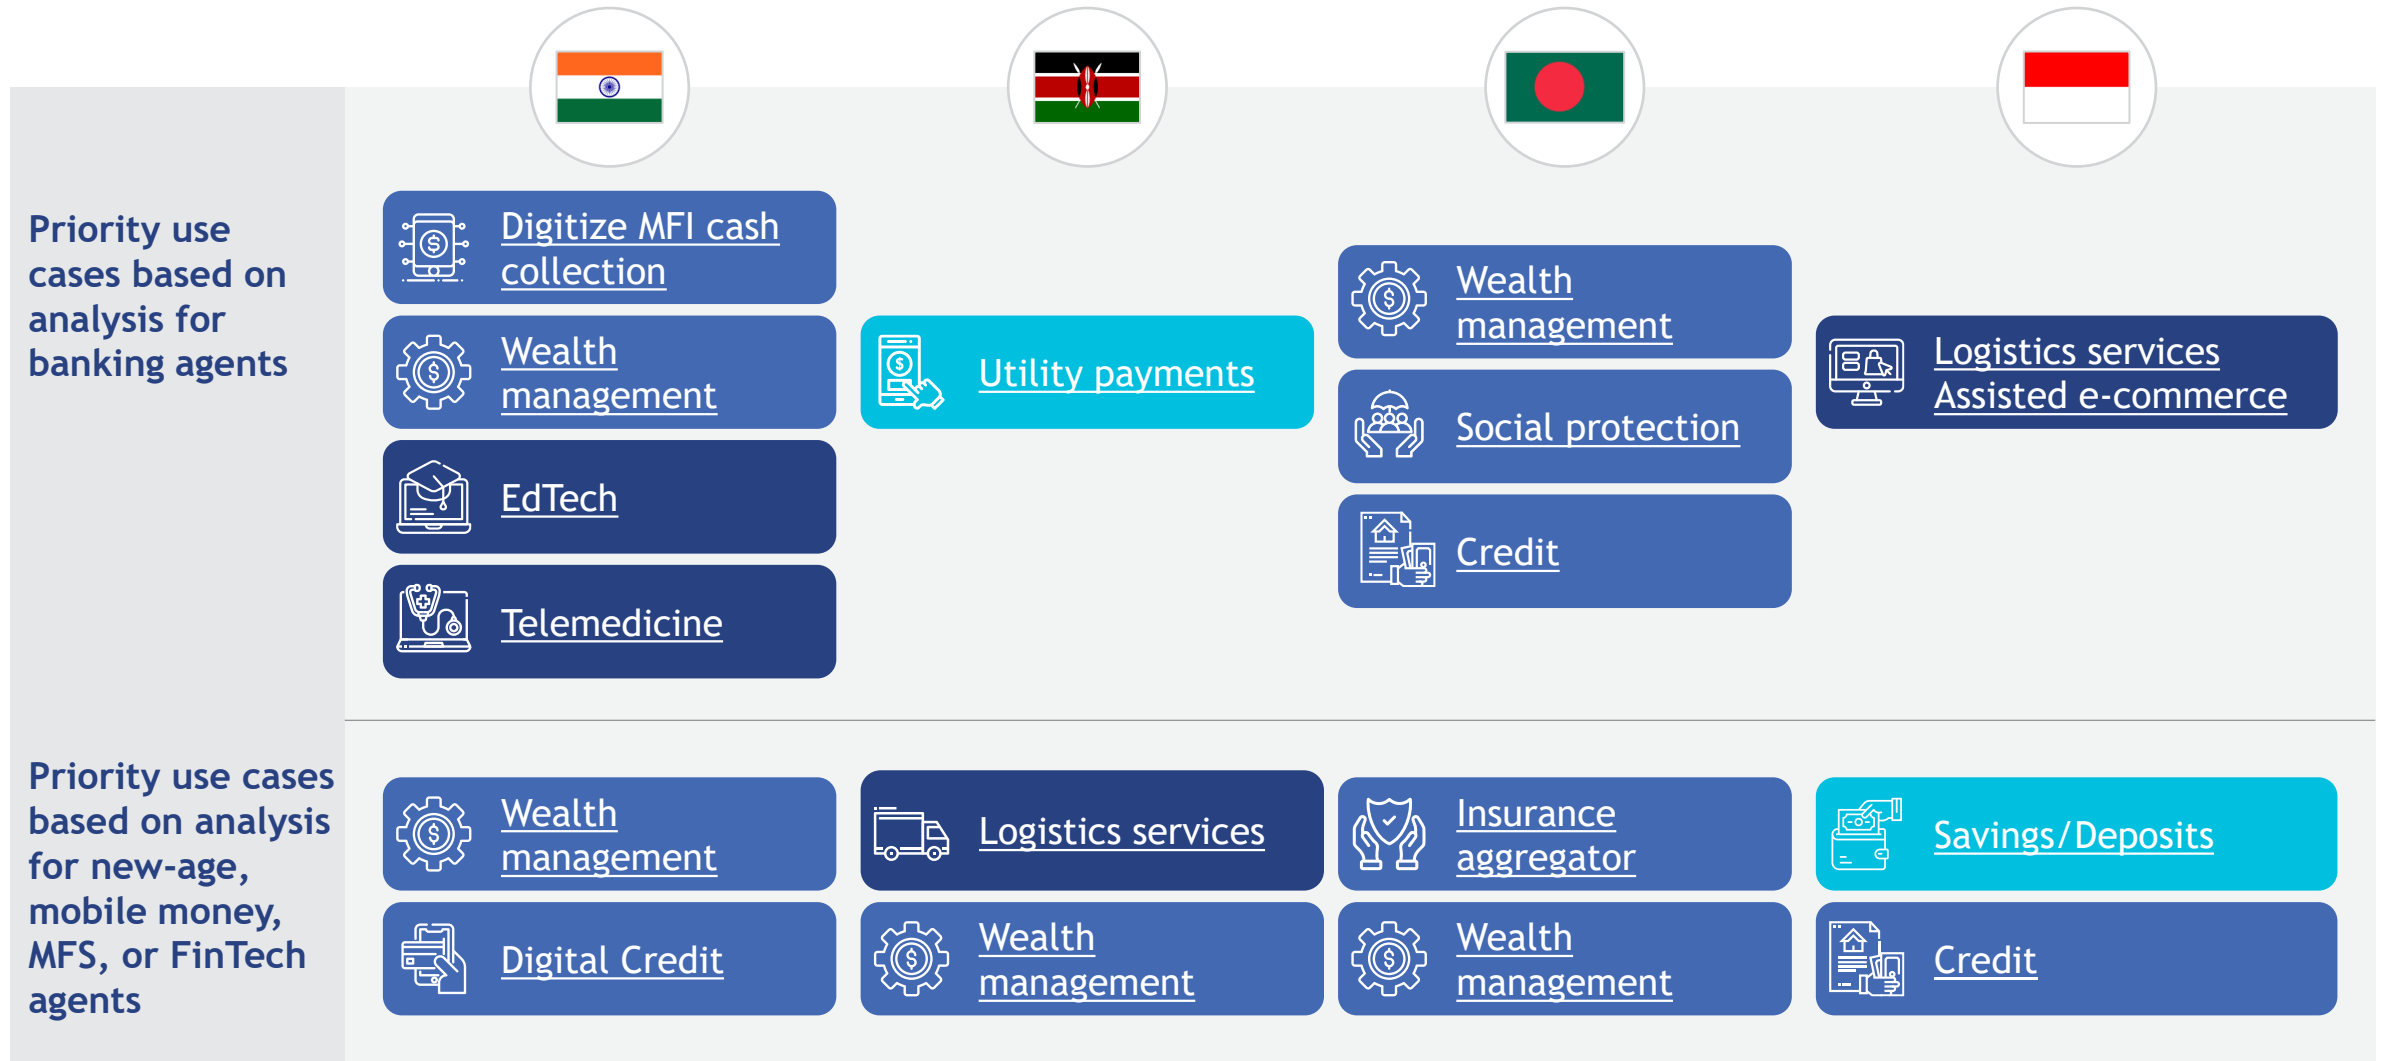 Priority use
cases based on
analysis for
banking agents
Digitize MFI cash
collection
Wealth
management
EdTech
Telemedicine
Utility payments
Wealth
management
Social protection
Credit
Logistics services
Assisted e-commerce
Priority use cases
based on analysis
for new-age,
mobile money,
MFS, or FinTech
agents
Wealth
management
Digital Credit
Logistics services
Wealth
management
Insurance
aggregator
Wealth
management
Savings/Deposits
Credit